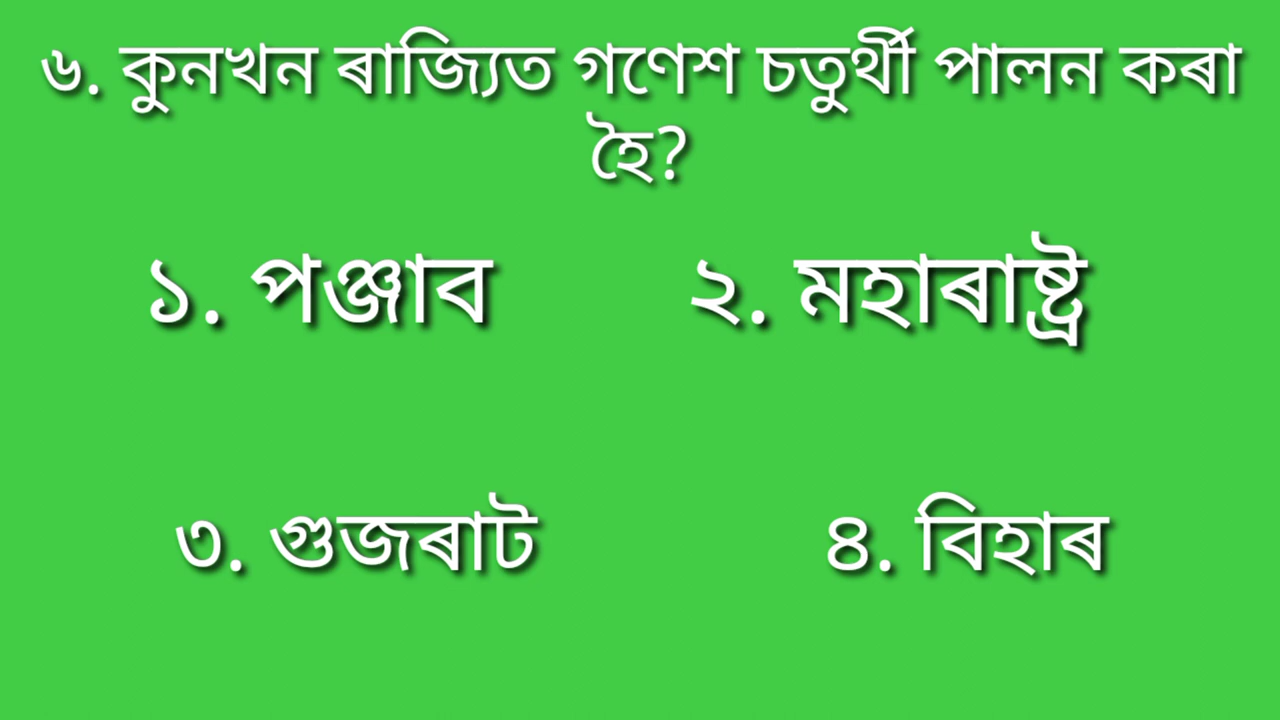 ৬. কুনখন ৰাজ্যিত গণেশ চতুৰ্থী পালন কৰা
হৈ?
১. পঞ্জাব
২. মহাৰাষ্ট্ৰ
৩. গুজৰাট
৪. বিহাৰ